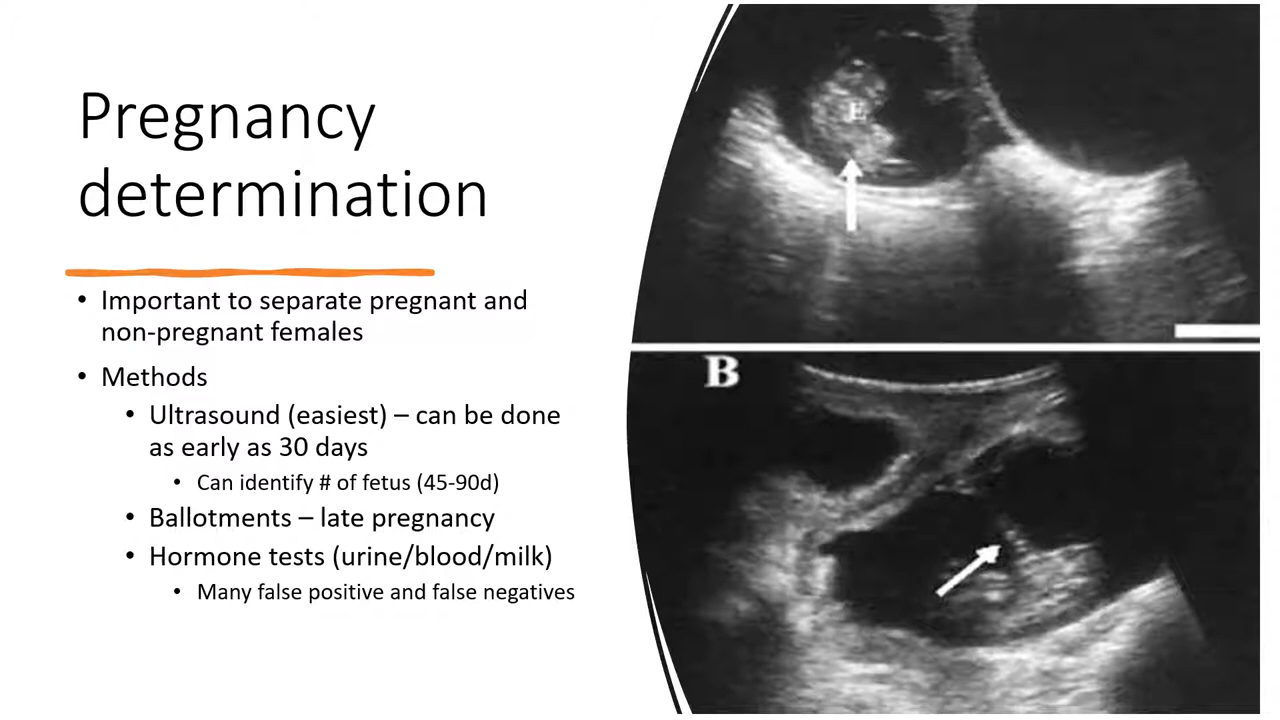 Pregnancy
determination
• Important to separate pregnant and
non-pregnant females
• Methods
• Ultrasound (easiest) – can be done
as early as 30 days
• Can identify # of fetus (45-90d)
• Ballotments – late pregnancy
• Hormone tests (urine/blood/milk)
• Many false positive and false negatives
E
B